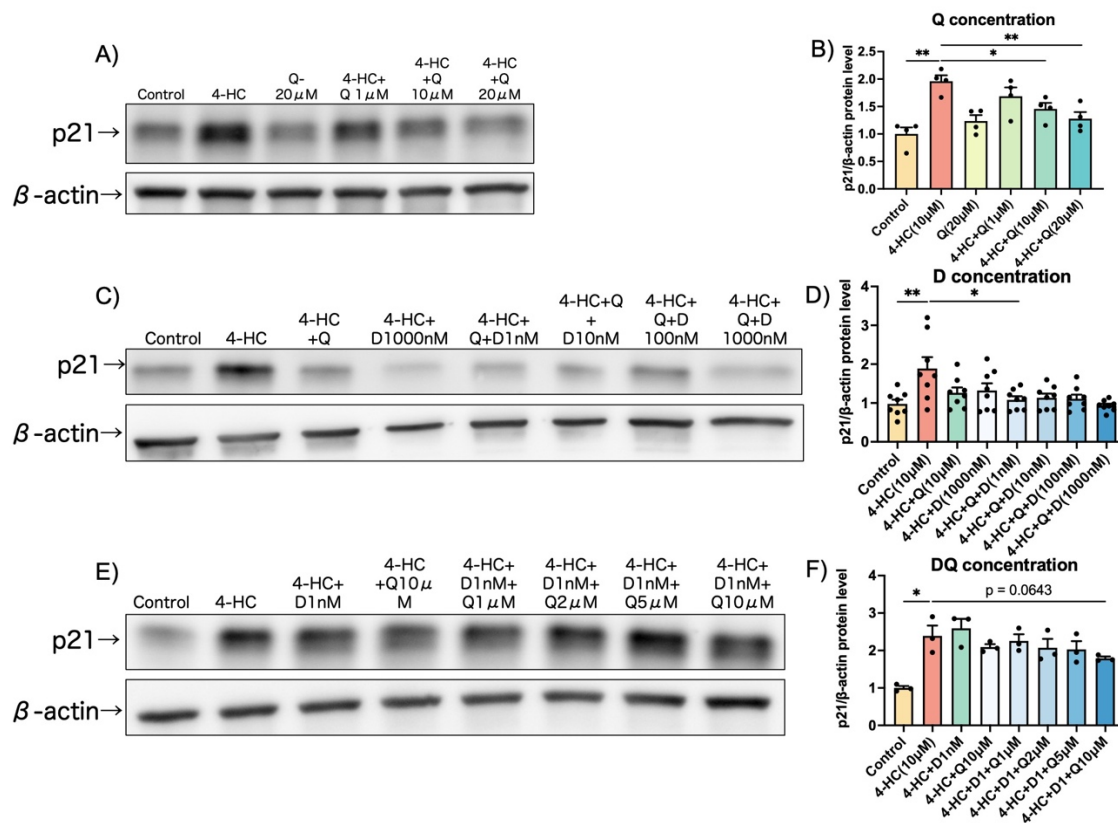 A)
Control
4-HC
Q-
20μM
4-HC+
Q 1μM
4-HC
+Q
10μM
4-HC
+Q
20μM
p21→
β-actin→
B)
Q concentration
**
**
*
p21/β-actin protein level
2.5
2.0
1.5
1.0
0.5
0.0
Control
4-HC(10μM)
Q(20μM)
4-HC+Q(1μM)
4-HC+Q(10μM)
4-HC+Q(20μM)
C)
Control
4-HC
4-HC
+Q
4-HC+
D1000nM
4-HC+
Q+D1nM
4-HC+Q
+
D10nM
4-HC+
Q+D
100nM
4-HC+
Q+D
1000nM
p21→
β-actin→
D)
D concentration
**
*
p21/β-actin protein level
4
3
2
1
0
Control
4-HC(10μM)
4-HC+Q(10μM)
4-HC+D(1000nM)
4-HC+Q+D(1nM)
4-HC+Q+D(10nM)
4-HC+Q+D(100nM)
4-HC+Q+D(1000nM)
E)
Control
4-HC
4-HC+
D1nM
4-HC
+Q10μ
M
4-HC+
D1nM+
Q1μM
4-HC+
D1nM+
Q2μM
4-HC+
D1nM+
Q5μM
4-HC+
D1nM+
Q10μM
p21→
β-actin→
F)
DQ concentration
*
p = 0.0643
p21/β-actin protein level
4
3
2
1
0
Control
4-HC(10μM)
4-HC+D1nM
4-HC+Q10μM
4-HC+D1+Q1μM
4-HC+D1+Q2μM
4-HC+D1+Q5μM
4-HC+D1+Q10μM